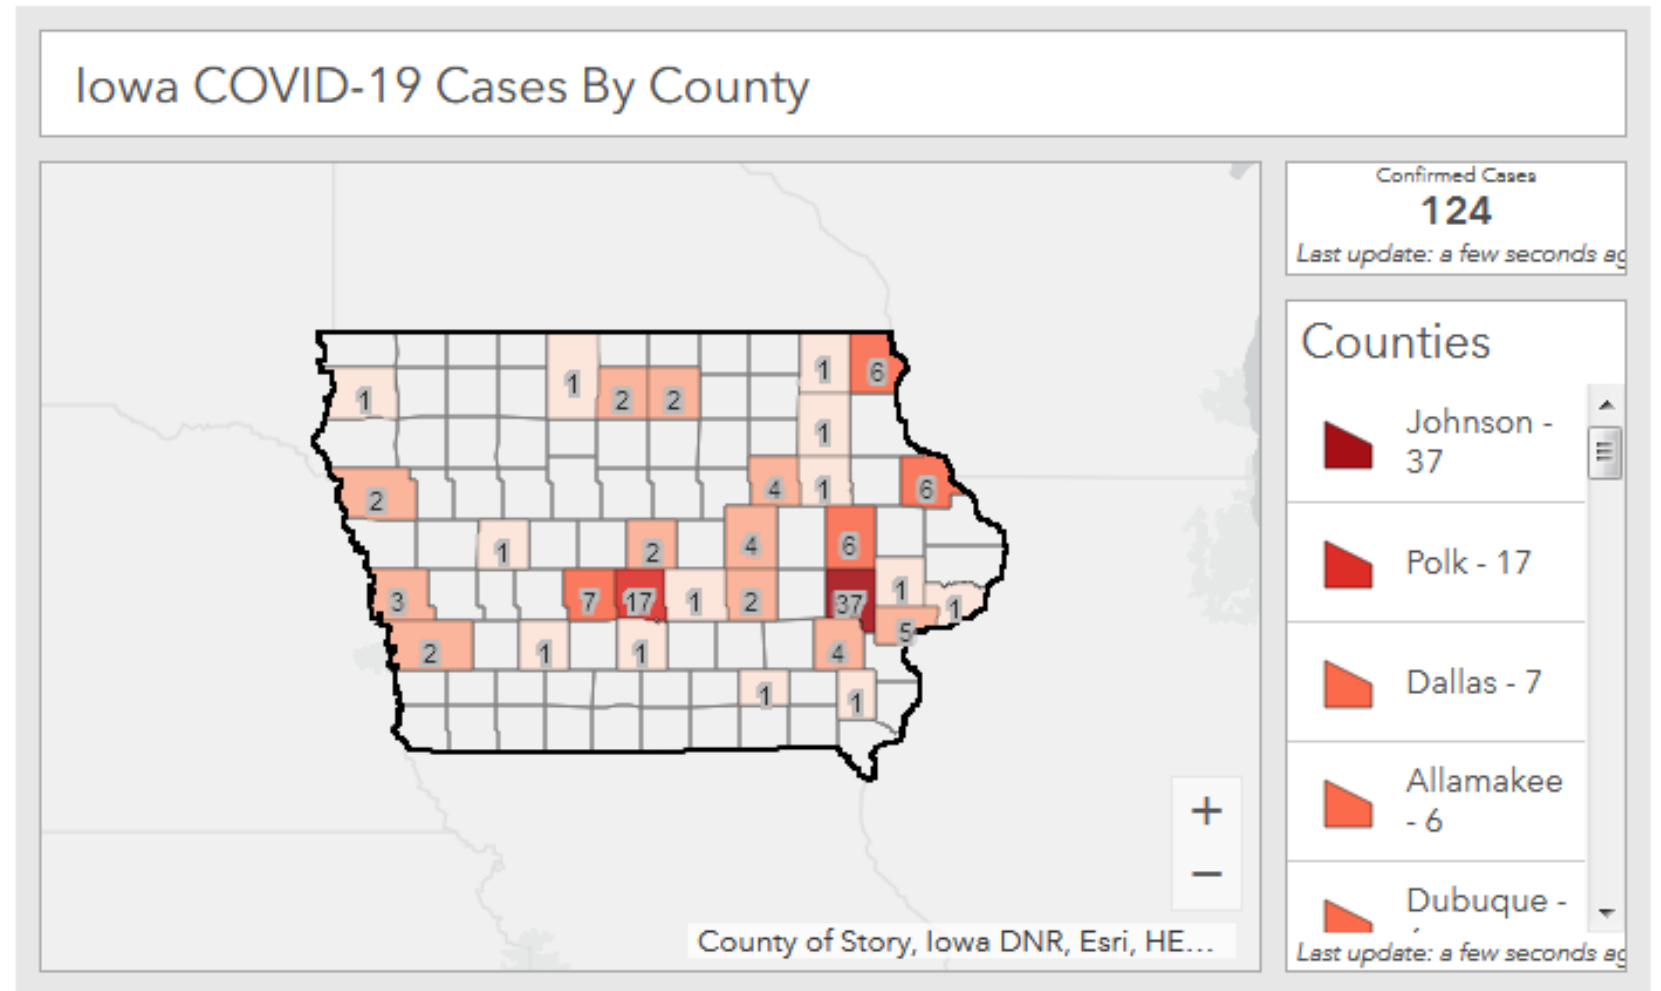 Iowa COVID-19 Cases By County
Confirmed Cases
124
Last update: a few seconds ag
1 6
1
1 2 2
1
4 1 6
2
1 2 4 6
3 7 17 1 2 37 1 1
5
2 1 1 4
1 1
+
−
County of Story, Iowa DNR, Esri, HE...
Counties
Johnson -
37
Polk - 17
Dallas - 7
Allamakee
- 6
Dubuque -
Last update: a few seconds ag